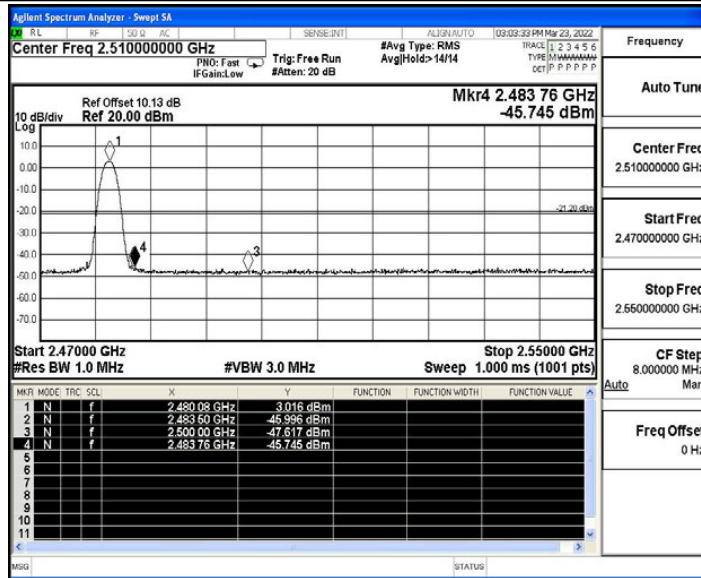 Agilent Spectrum Analyzer - Swept SA
RL RF 50 Ω AC SENSE:INT ALIGN AUTO 03:03:33 PM Mar 23, 2022
Center Freq 2.510000000 GHz
PNO: Fast
IFGain:Low
Trig: Free Run
#Atten: 20 dB
#Avg Type: RMS
Avg|Hold:> 14/14
TRACE 1 2 3 4 5 6
TYPE MWWWWW
DET P P P P P P
Ref Offset 10.13 dB
10 dB/div Ref 20.00 dBm
Log
Mkr4 2.483 76 GHz
-45.745 dBm
10.0
0.00
-10.0
-20.0
-30.0
-40.0
-50.0
-60.0
-70.0
1
4
3
-21.20 dBm
Start 2.47000 GHz Stop 2.55000 GHz
#Res BW 1.0 MHz #VBW 3.0 MHz Sweep 1.000 ms (1001 pts)
MKR MODE TRC SCL X Y FUNCTION FUNCTION WIDTH FUNCTION VALUE
1 N f 2.480 08 GHz 3.016 dBm
2 N f 2.483 50 GHz -45.996 dBm
3 N f 2.500 00 GHz -47.617 dBm
4 N f 2.483 76 GHz -45.745 dBm
5
6
7
8
9
10
11
MSG STATUS
Frequency
Auto Tune
Center Freq
2.510000000 GHz
Start Freq
2.470000000 GHz
Stop Freq
2.550000000 GHz
CF Step
8.000000 MHz
Auto Man
Freq Offset
0 Hz